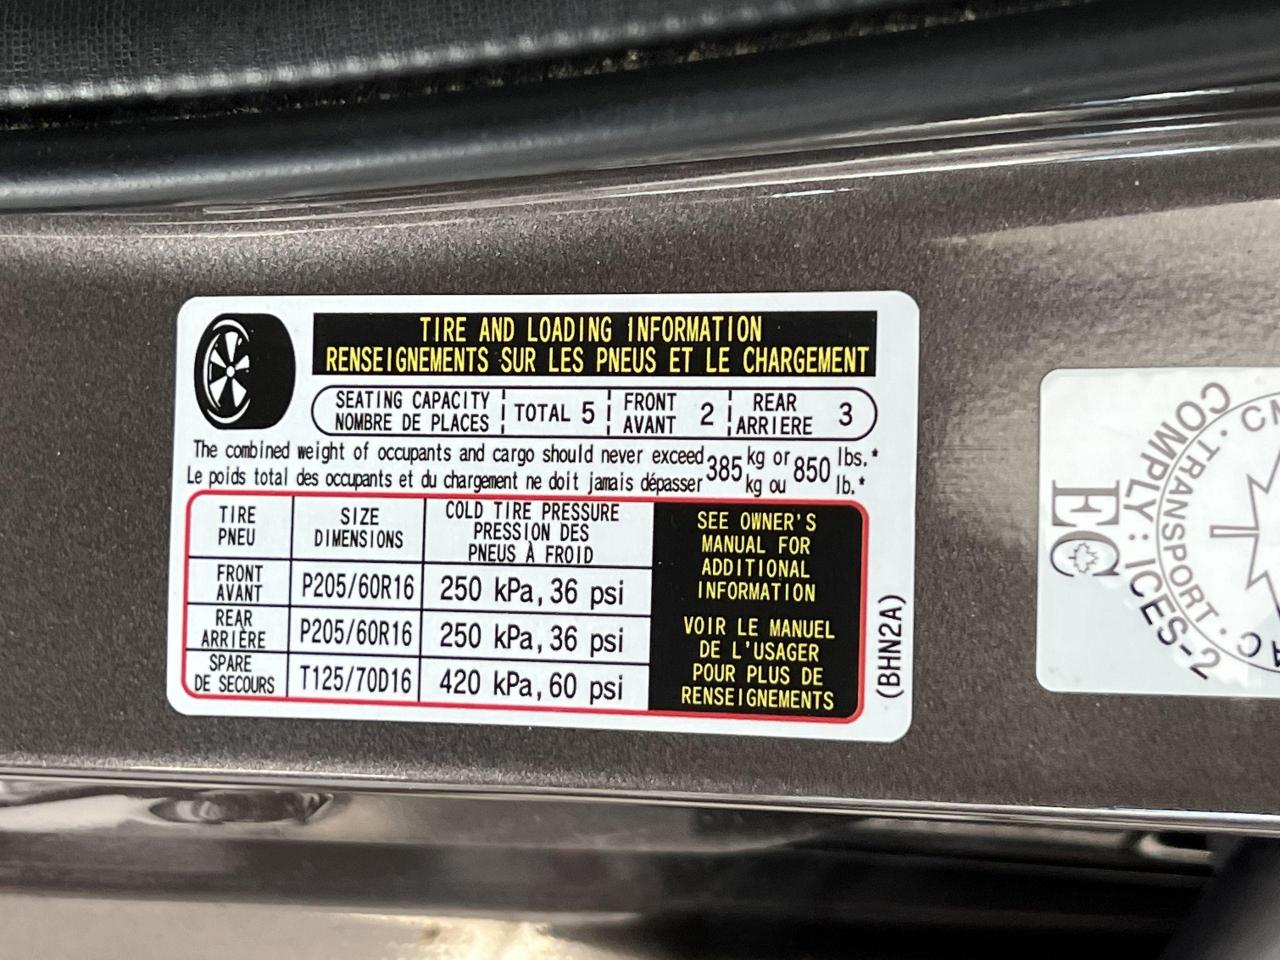 TIRE AND LOADING INFORMATION
RENSEIGNEMENTS SUR LES PNEUS ET LE CHARGEMENT
SEATING CAPACITY
NOMBRE DE PLACES
TOTAL 5
FRONT
AVANT
2
REAR
ARRIERE
3
The combined weight of occupants and cargo should never exceed 385 kg or 850 lbs.*
Le poids total des occupants et du chargement ne doit jamais dépasser 385 kg ou 850 lb.*
TIRE
PNEU
SIZE
DIMENSIONS
COLD TIRE PRESSURE
PRESSION DES
PNEUS À FROID
FRONT
AVANT
P205/60R16
250 kPa, 36 psi
REAR
ARRIÈRE
P205/60R16
250 kPa, 36 psi
SPARE
DE SECOURS
T125/70D16
420 kPa, 60 psi
SEE OWNER'S
MANUAL FOR
ADDITIONAL
INFORMATION
VOIR LE MANUEL
DE L'USAGER
POUR PLUS DE
RENSEIGNEMENTS
(BHN2A)
EC
COMPLY: ICES-2
TRANSPORT